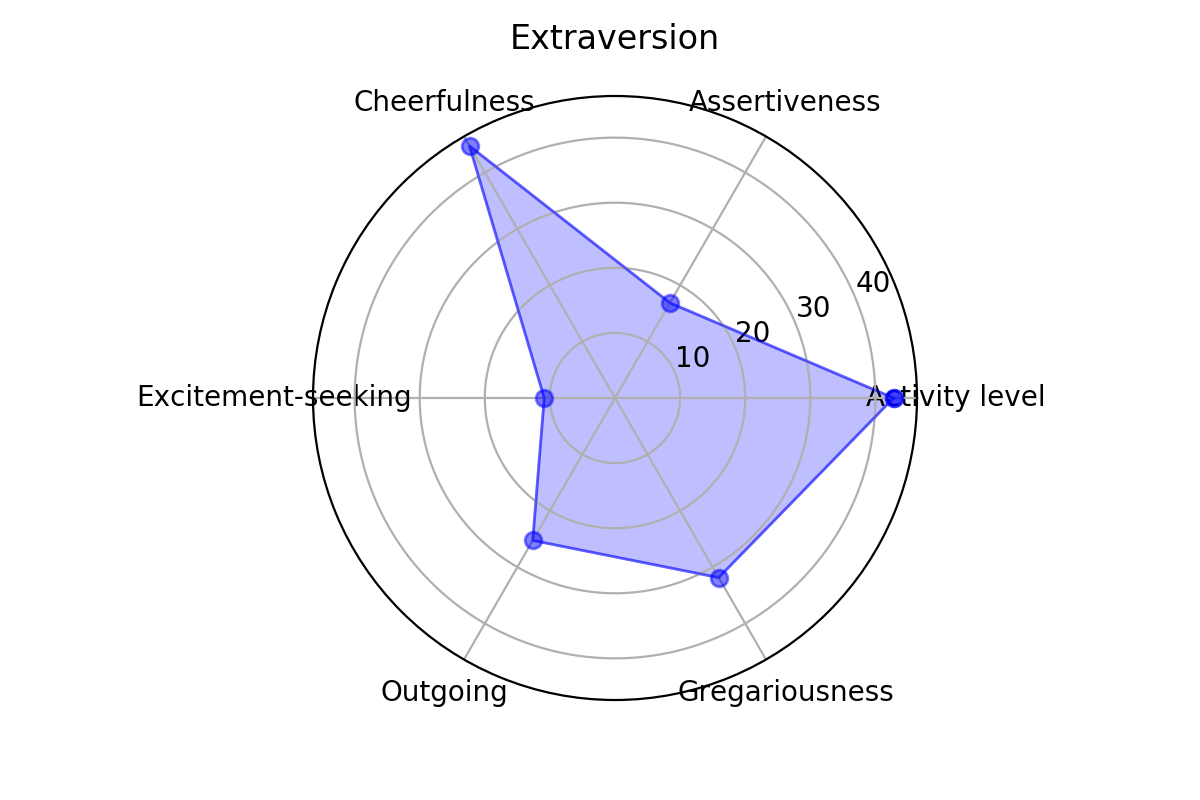 Extraversion
Cheerfulness
Assertiveness
40
30
20
10
Excitement-seeking
Activity level
Outgoing
Gregariousness